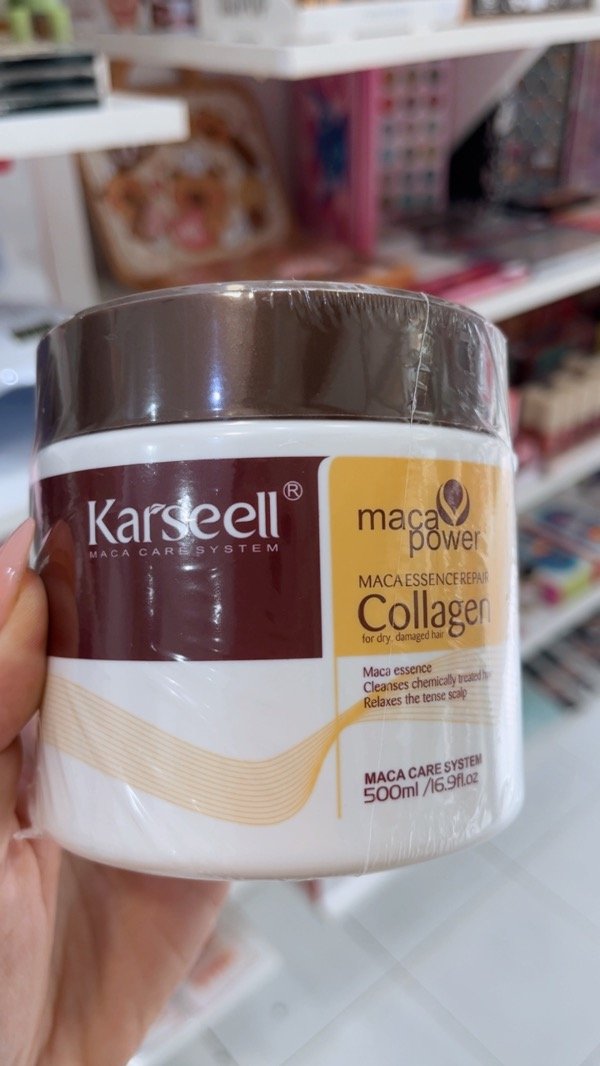 Karseell®
MACA CARE SYSTEM
maca
power
MACA ESSENCE REPAIR
Collagen
for dry, damaged hair
Maca essence
Cleanses chemically treated
Relaxes the tense scalp
MACA CARE SYSTEM
500ml /16.9fl.oz